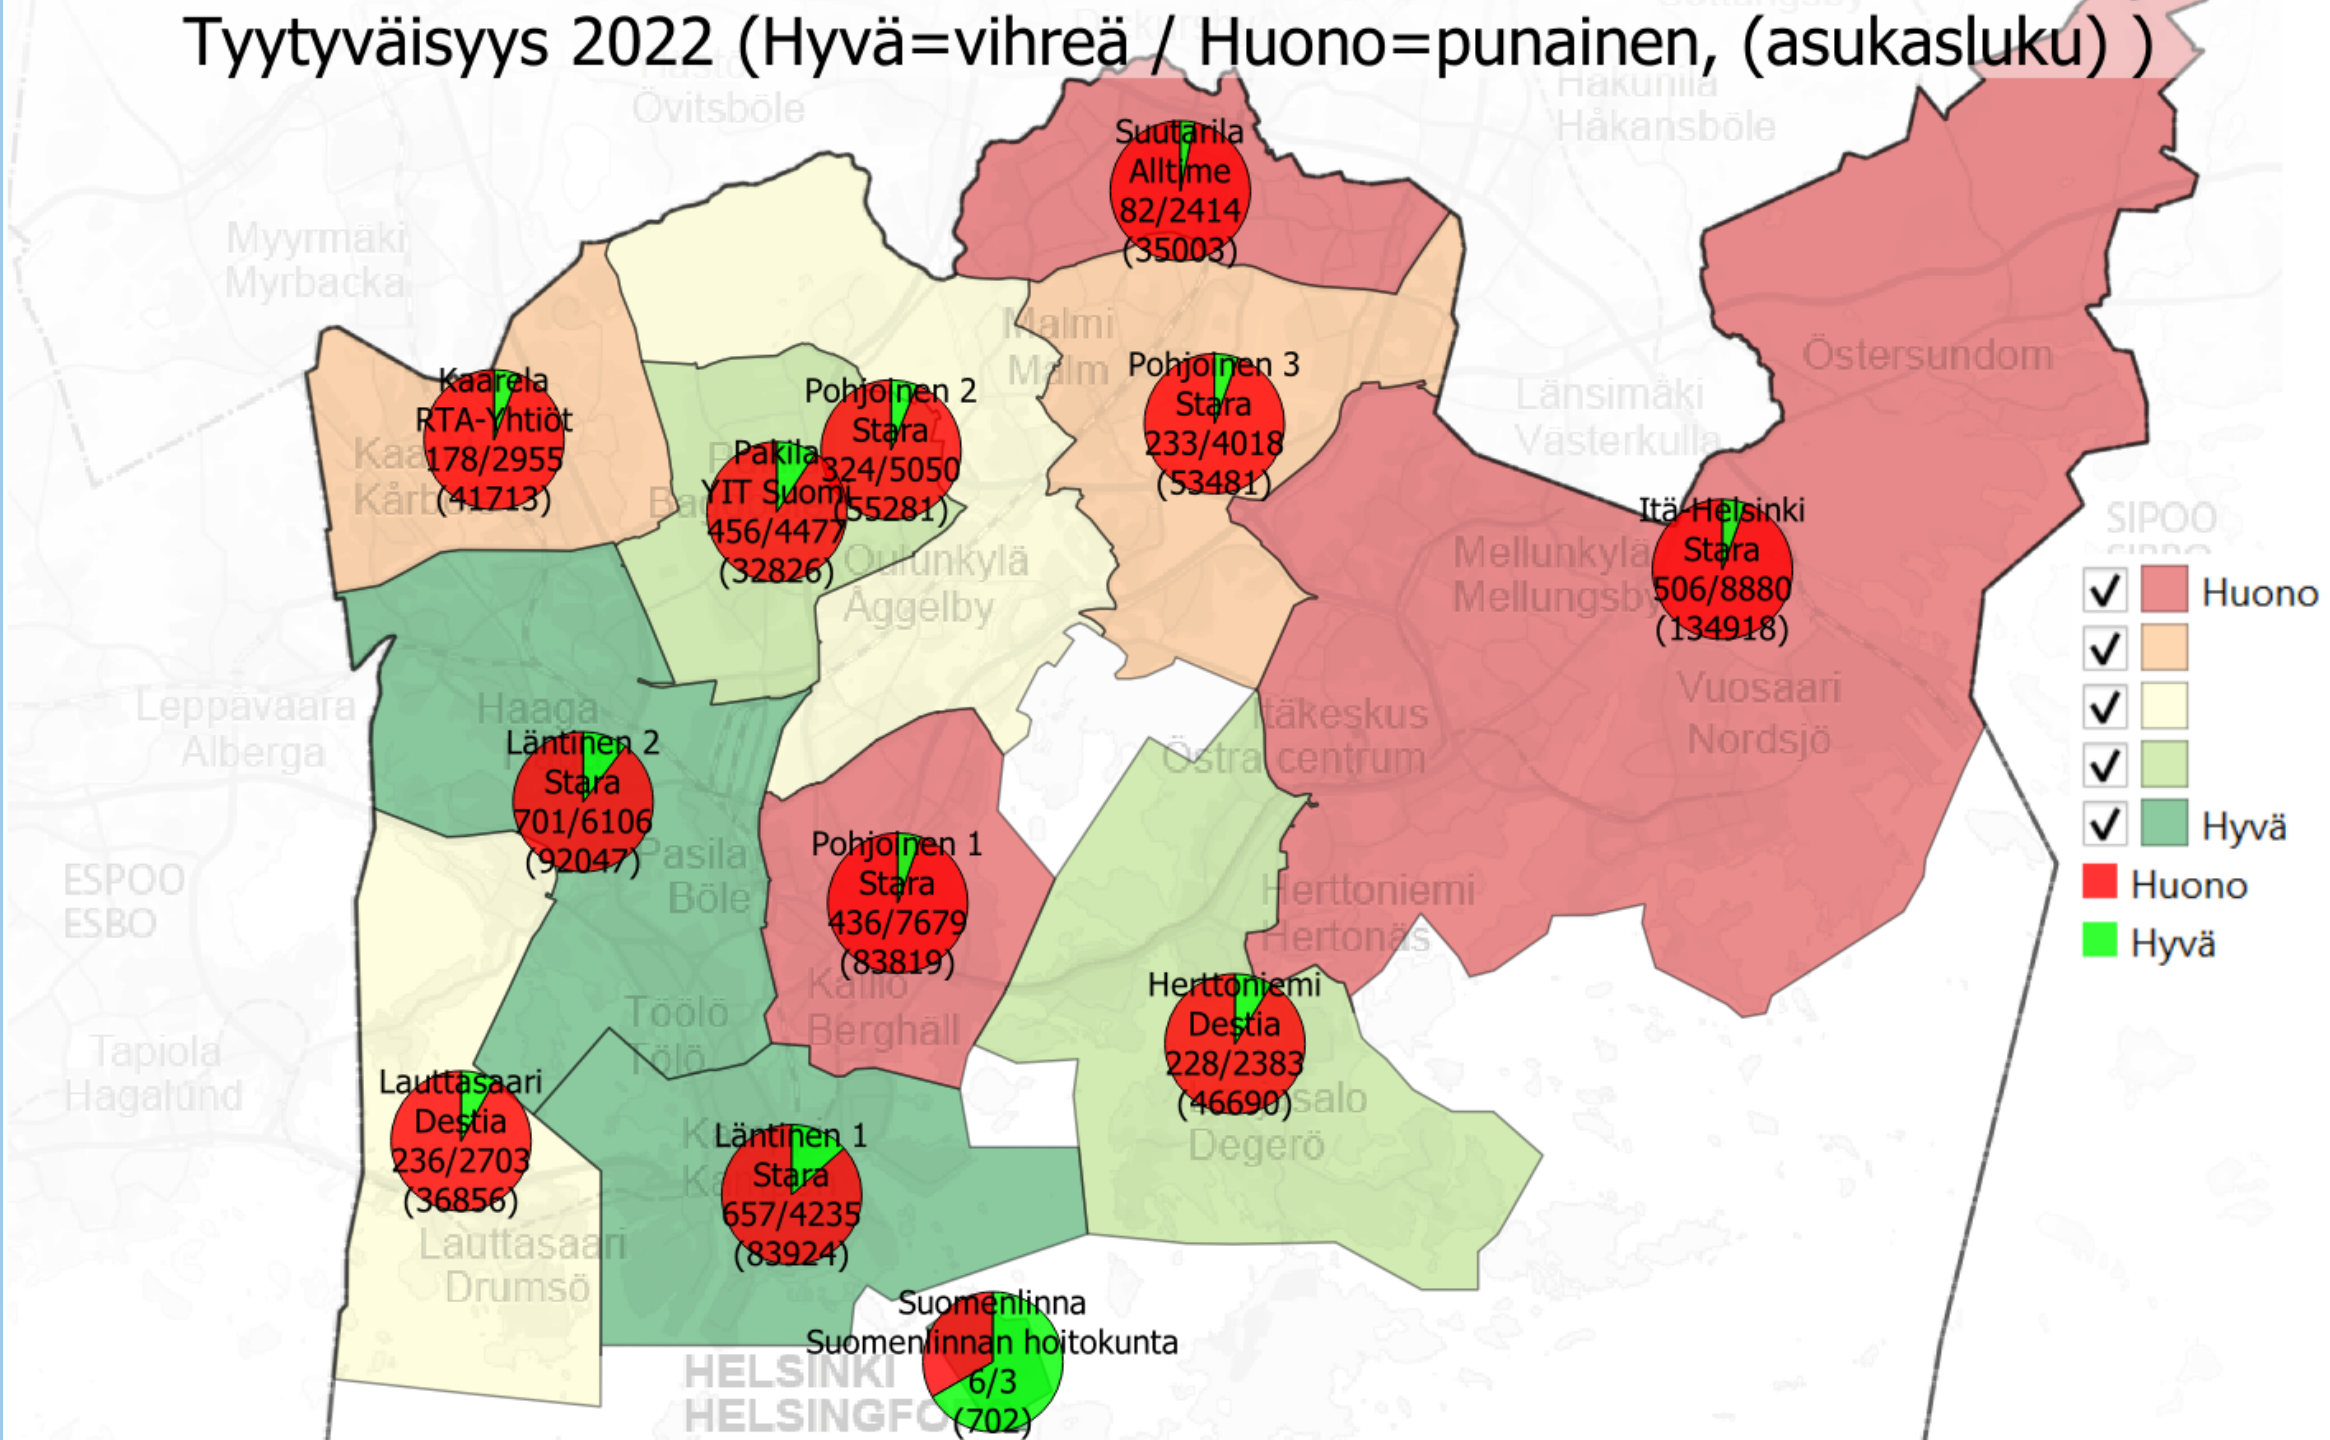 Tyytyväisyys 2022 (Hyvä=vihreä / Huono=punainen, (asukasluku) )
Övitsböle
Hakunila
Håkansböle
Myyrmäki
Myrbacka
Suutarila
Alltime
82/2414
(35003)
Malmi
Malm
Östersundom
Kaarela
RTA-Yhtiöt
178/2955
(41713)
Pohjoinen 2
Stara
324/5050
(55281)
Pakila
YIT Suomi
456/4477
(32826)
Pohjoinen 3
Stara
233/4018
(53481)
Länsimäki
Västerkulla
Itä-Helsinki
Stara
506/8880
(134918)
Oulunkylä
Åggelby
Mellunkylä
Mellungsby
SIPOO
Huono
Hyvä
Huono
Hyvä
Leppävaara
Alberga
Haaga
Läntinen 2
Stara
701/6106
(92047)
Itäkeskus
Östra centrum
Vuosaari
Nordsjö
Pasila
Böle
Pohjoinen 1
Stara
436/7679
(83819)
Kallio
Berghäll
ESPOO
ESBO
Herttoniemi
Hertonäs
Herttoniemi
Destia
228/2383
(46690)
Degerö
Töölö
Tölö
Tapiola
Hagalund
Lauttasaari
Destia
236/2703
(36856)
Lauttasaari
Drumsö
Läntinen 1
Stara
657/4235
(83924)
Suomenlinna
Suomenlinnan hoitokunta
6/3
(702)
HELSINKI